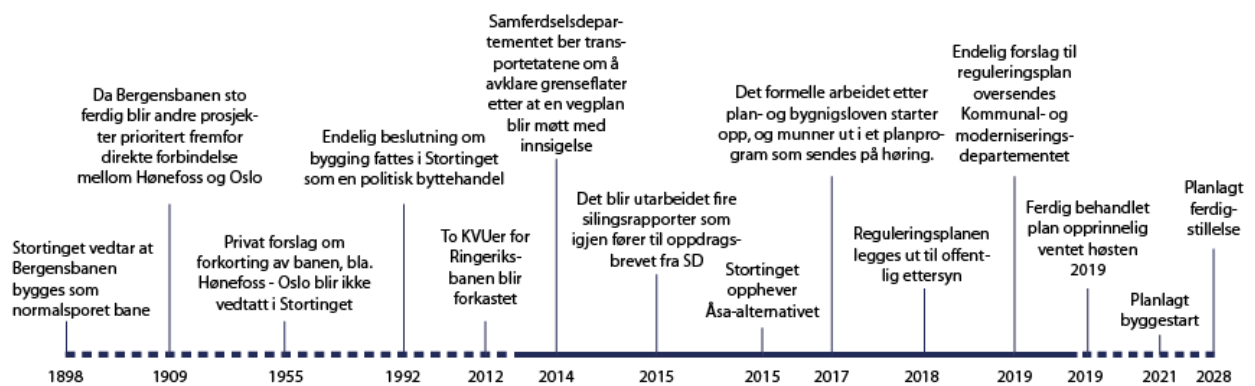 Stortinget vedtar at
Bergensbanen
bygges som
normalsporet bane
Da Bergensbanen sto
ferdig blir andre prosjek-
ter prioritert fremfor
direkte forbindelse
mellom Hønefoss og Oslo
Privat forslag om
forkorting av banen, bla.
Hønefoss - Oslo blir ikke
vedtatt i Stortinget
Endelig beslutning om
bygging fattes i Stortinget
som en politisk byttehandel
To KVUer for
Ringeriks-
banen blir
forkastet
Samferdselsdepar-
tementet ber trans-
portetatene om å
avklare grenseflater
etter at en vegplan
blir møtt med
innsigelse
Det blir utarbeidet fire
silingsrapporter som
igjen fører til oppdrags-
brevet fra SD
Stortinget
opphever
Åsa-alternativet
Det formelle arbeidet etter
plan- og bygnigsloven starter
opp, og munner ut i et planpro-
gram som sendes på høring.
Reguleringsplanen
legges ut til offent-
lig ettersyn
Endelig forslag til
reguleringsplan
oversendes
Kommunal- og
moderniserings-
departementet
Ferdig behandlet
plan opprinnelig
ventet høsten
2019
Planlagt
byggestart
Planlagt
ferdig-
stillelse
1898 1909 1955 1992 2012 2014 2015 2015 2017 2018 2019 2019 2021 2028